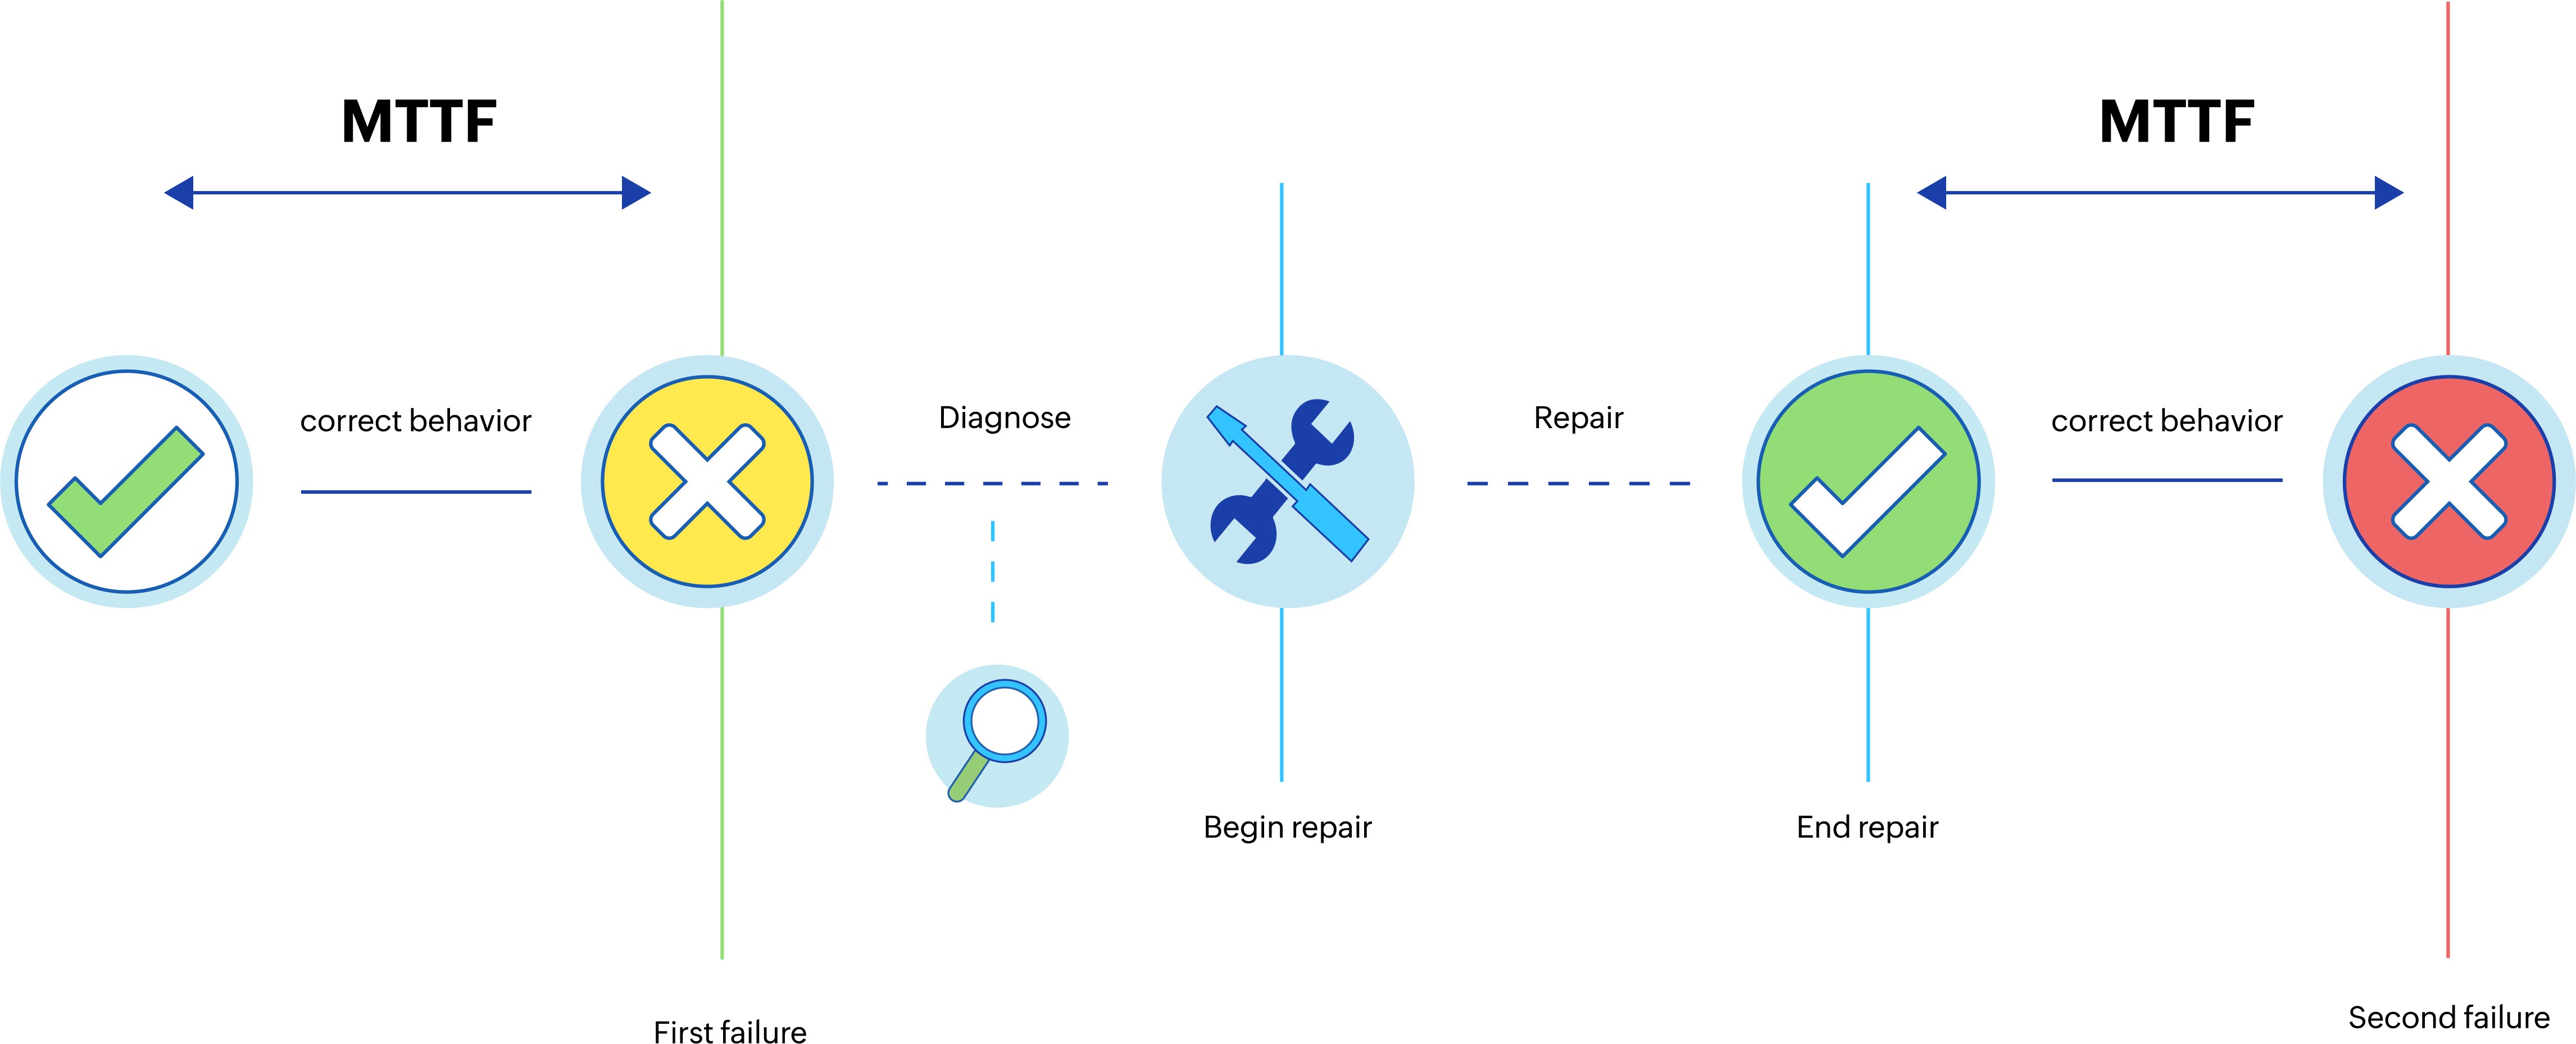 MTTF
MTTF
correct behavior
Diagnose
Repair
correct behavior
Begin repair
End repair
First failure
Second failure